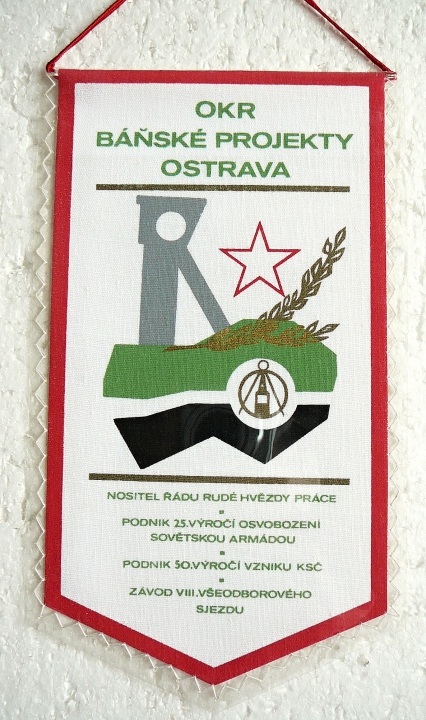 OKR
BÁŇSKÉ PROJEKTY
OSTRAVA
NOSITEL ŘÁDU RUDÉ HVĚZDY PRÁCE
PODNIK 25.VÝROČÍ OSVOBOZENÍ
SOVĚTSKOU ARMÁDOU
PODNIK 50.VÝROČÍ VZNIKU KSČ
ZÁVOD VIII.VŠEODBOROVÉHO
SJEZDU